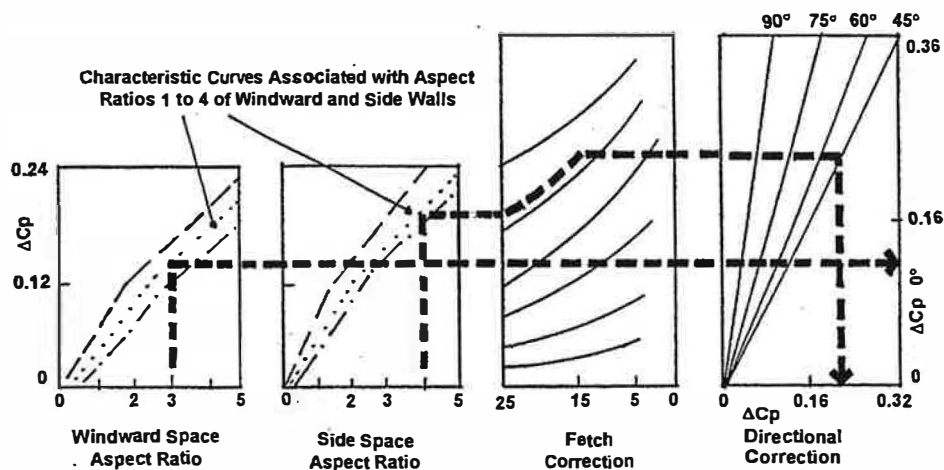 90° 75° 60° 45°
0.36
Characteristic Curves Associated with Aspect
Ratios 1 to 4 of Windward and Side Walls
0.24
ΔCp
0.12
0
0.16
0°
ΔCp
0
0 2 3 5
0 2 3 4 5
25 15 5 0
0 0.16 0.32
ΔCp
Windward Space
Aspect Ratio
Side Space
Aspect Ratio
Fetch
Correction
Directional
Correction